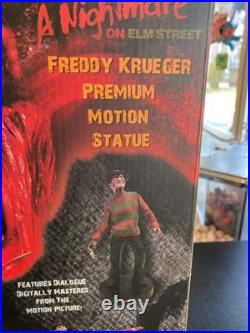 A Nightmare
ON ELM STREET
FREDDY KRUEGER
PREMIUM
MOTION
STATUE
FEATURES DIALOGUE
DIGITALLY MASTERED
FROM THE
MOTION PICTURE: